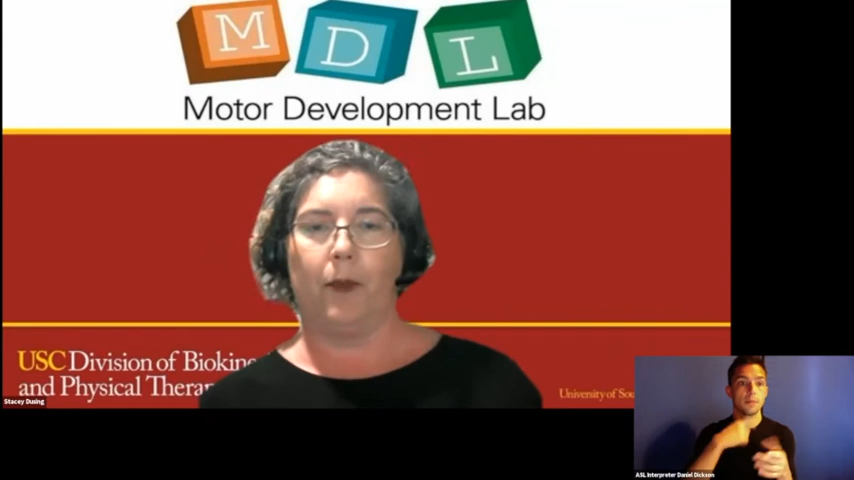 M D L
Motor Development Lab
USC Division of Biokine
and Physical Therap
University of Sou
Stacey Dusing
ASL Interpreter Daniel Dickson